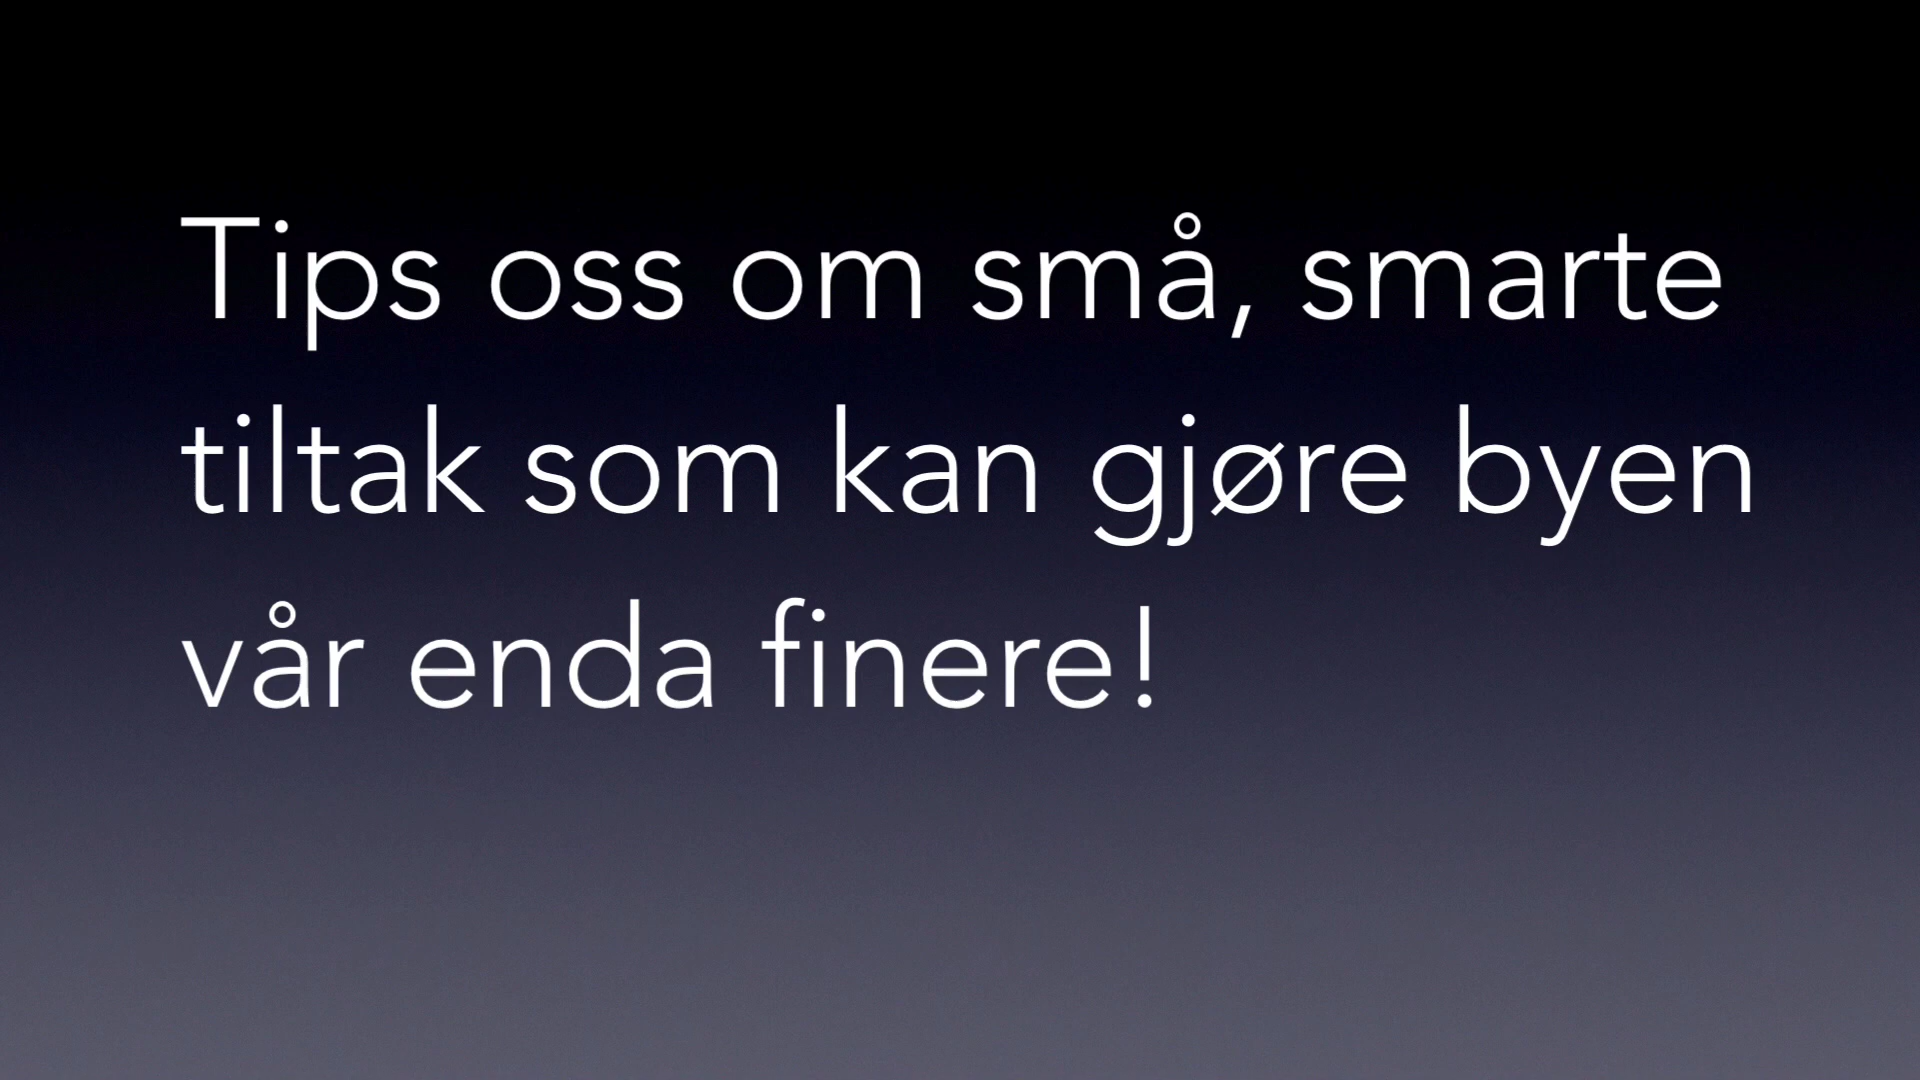 Tips oss om små, smarte
tiltak som kan gjøre byen
vår enda finere!